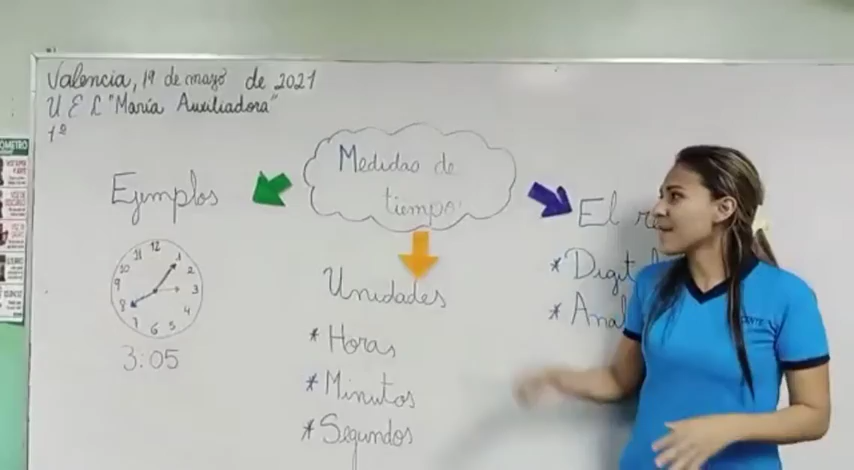 Valencia, 19 de mayo de 2021
U E L "María Auxiliadora"
1º
Medidas de
tiempo
Ejemplos
El
12
11
1
10
2
9
3
8
4
7
5
6
3:05
Unidades
* Horas
* Minutos
* Segundos
* Digit
* Anal